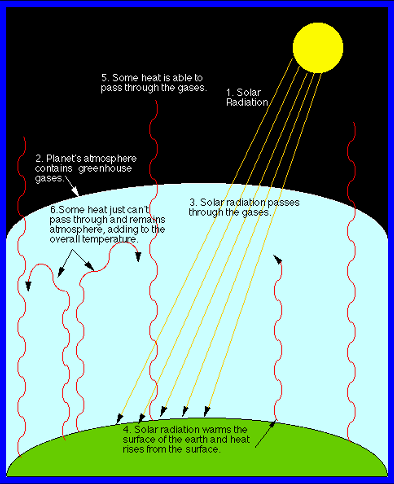 1. Solar
Radiation
2. Planet's atmosphere
contains greenhouse
gases.
3. Solar radiation passes
through the gases.
4. Solar radiation warms the
surface of the earth and heat
rises from the surface.
5. Some heat is able to
pass through the gases.
6.Some heat just can't
pass through and remains
atmosphere, adding to the
overall temperature.